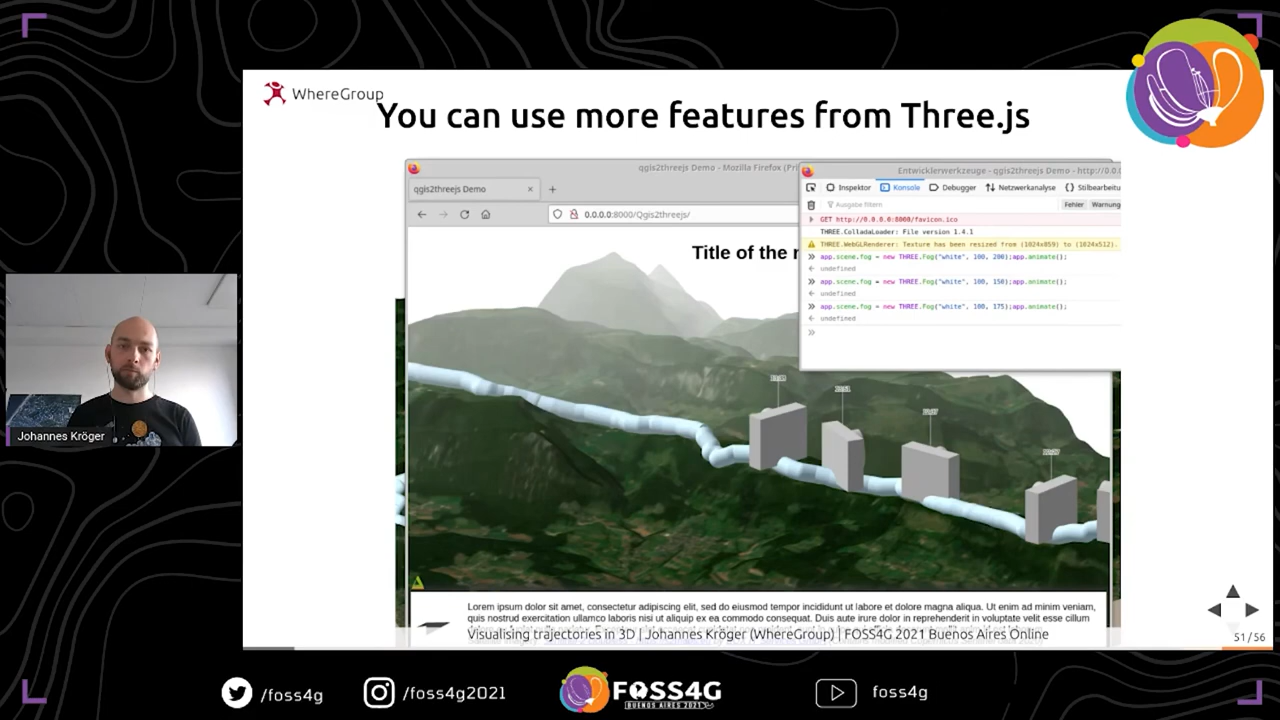 WhereGroup
You can use more features from Three.js
qgis2threejs Demo - Mozilla Firefox (Pri
Entwicklerwerkzeuge - qgis2threejs Demo - http://0.0.
qgis2threejs Demo
Inspektor Konsole Debugger Netzwerkanalyse Stilbearbeitu
0.0.0.0:8000/Qgis2threejs/
Ausgabe filtern Fehler Warnung
GET http://0.0.0.0:8000/favicon.ico
THREE.ColladaLoader: File version 1.4.1
THREE.WebGLRenderer: Texture has been resized from (1024x859) to (1024x512).
Title of the
app.scene.fog = new THREE.Fog("white", 100, 200);app.animate();
undefined
app.scene.fog = new THREE.Fog("white", 100, 150);app.animate();
undefined
app.scene.fog = new THREE.Fog("white", 100, 175);app.animate();
undefined
Johannes Kröger
Lorem ipsum dolor sit amet, consectetur adipiscing elit, sed do eiusmod tempor incididunt ut labore et dolore magna aliqua. Ut enim ad minim veniam,
quis nostrud exercitation ullamco laboris nisi ut aliquip ex ea commodo consequat. Duis aute irure dolor in reprehenderit in voluptate velit esse cillum
Visualising trajectories in 3D | Johannes Kröger (WhereGroup) | FOSS4G 2021 Buenos Aires Online
51/56
/foss4g
/foss4g2021
FOSS4G
BUENOS AIRES 2021
foss4g